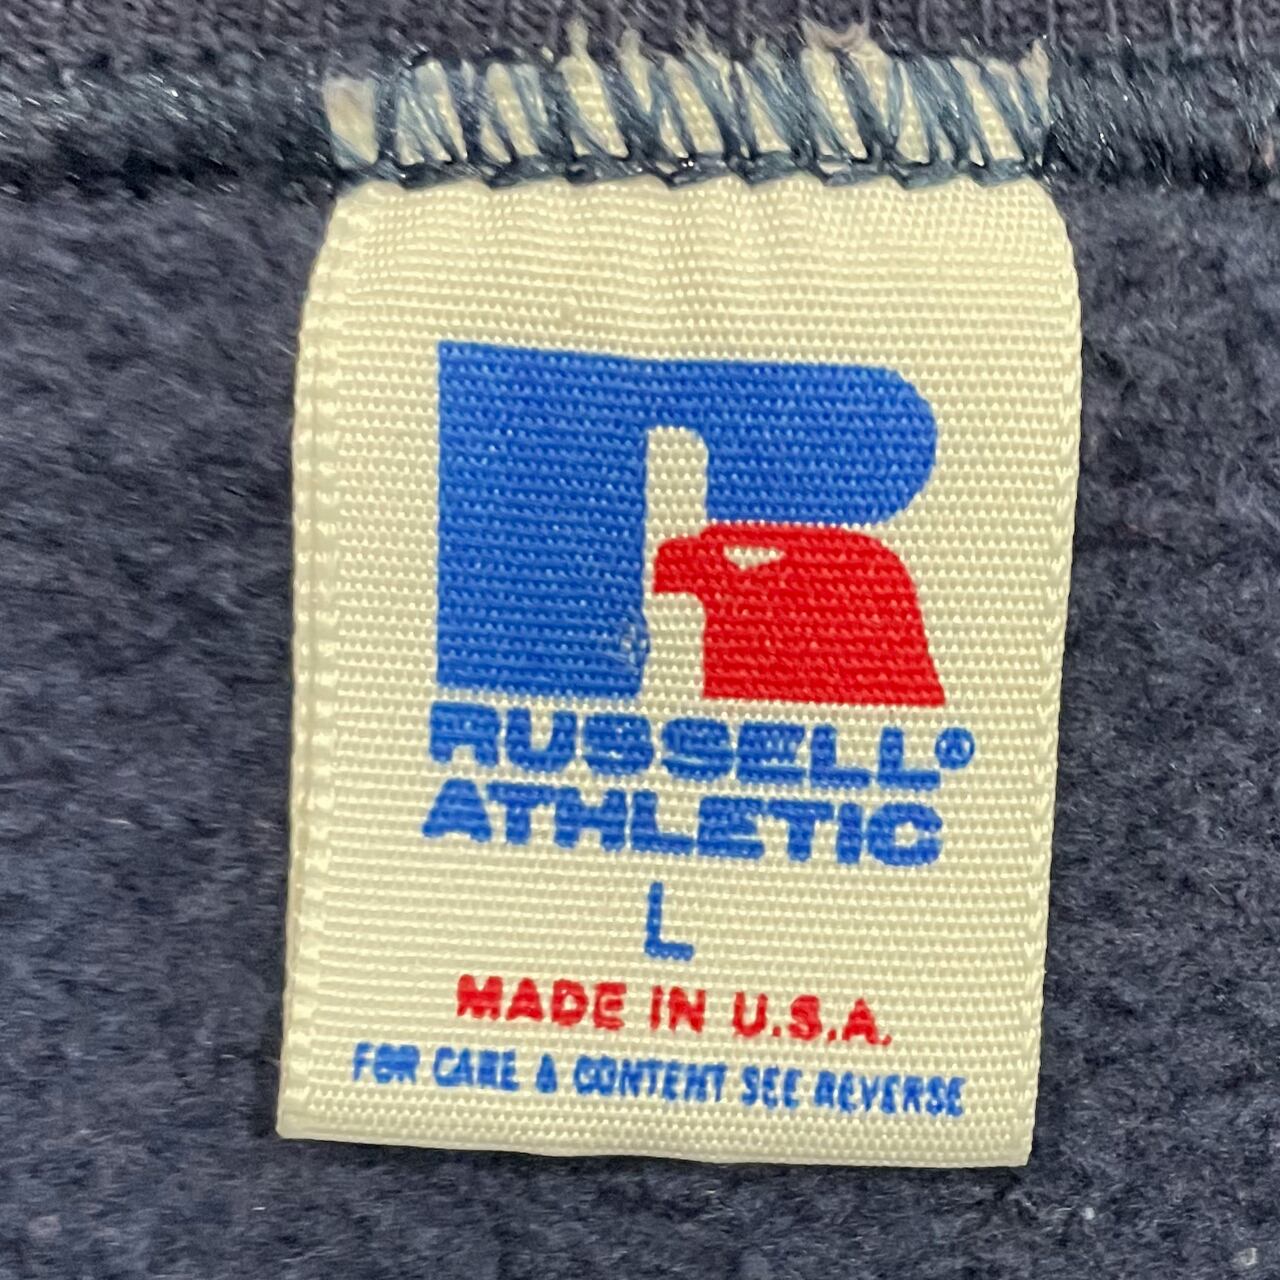 RUSSELL®
ATHLETIC
L
MADE IN U.S.A.
FOR CARE & CONTENT SEE REVERSE